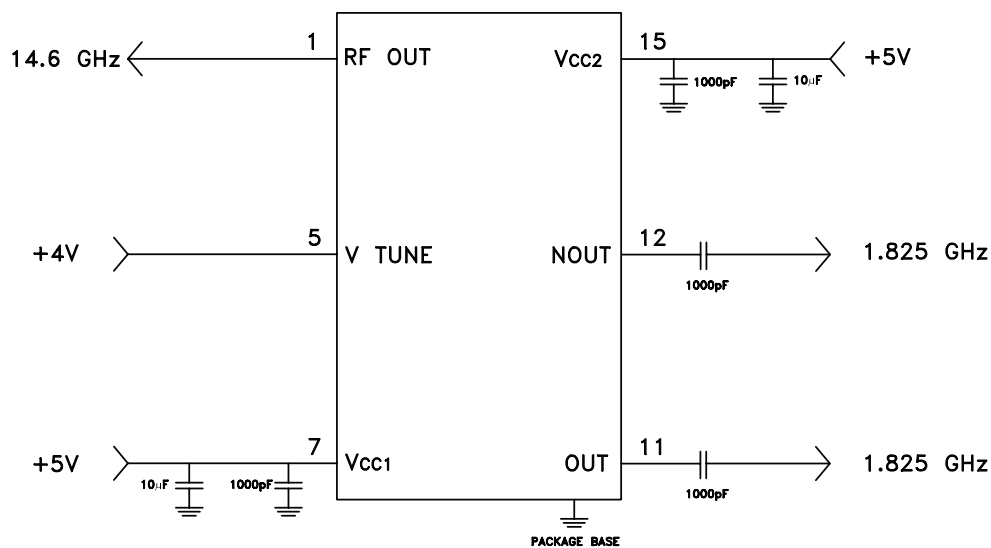 14.6 GHz
1
RF OUT
VCC2
15
1000pF
10µF
+5V
+4V
5
V TUNE
NOUT
12
1000pF
1.825 GHz
+5V
10µF
1000pF
7
VCC1
OUT
11
1000pF
1.825 GHz
PACKAGE BASE